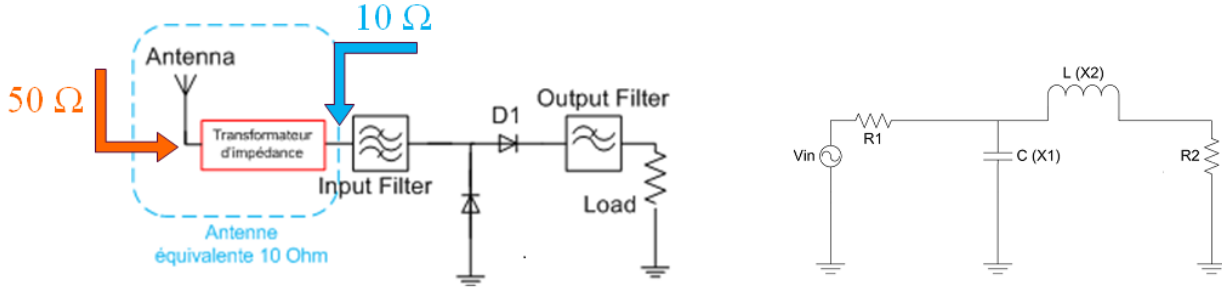 10 Ω
Antenna
50 Ω
Transformateur
d'impédance
Input Filter
D1
Output Filter
Load
Antenne
équivalente 10 Ohm
L (X2)
R1
Vin
C (X1)
R2